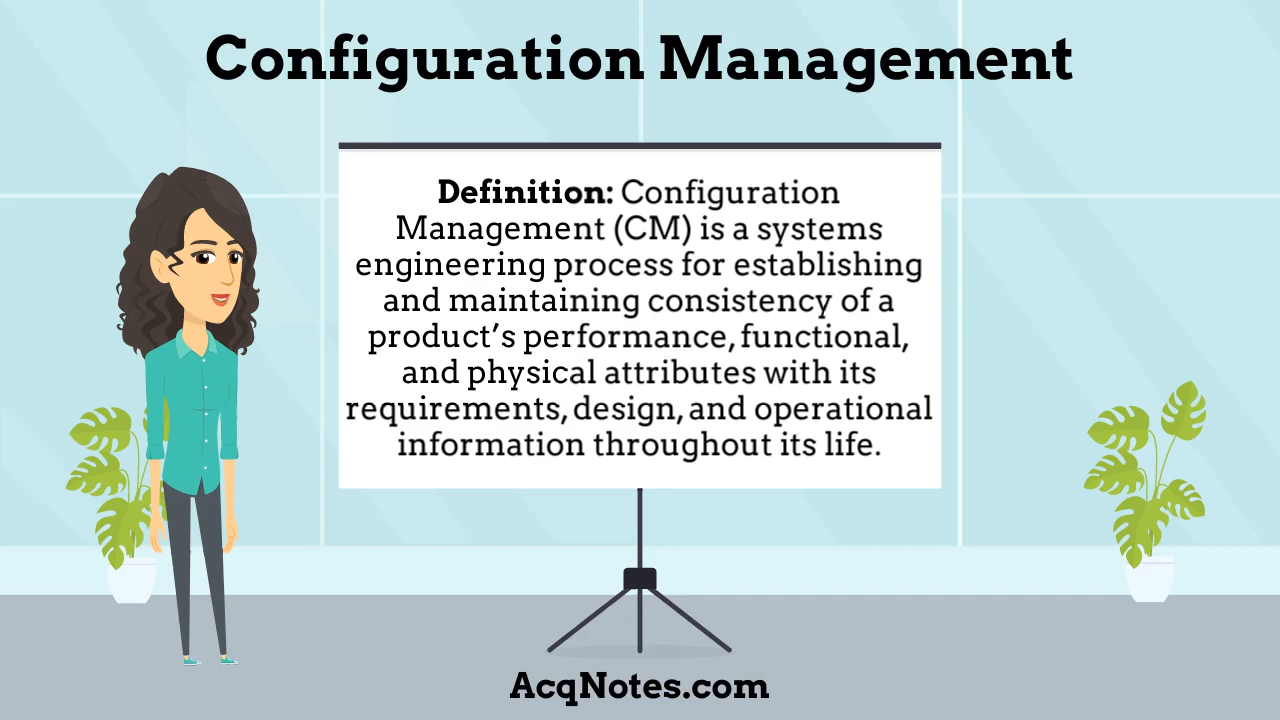 Configuration Management
Definition: Configuration
Management (CM) is a systems
engineering process for establishing
and maintaining consistency of a
product’s performance, functional,
and physical attributes with its
requirements, design, and operational
information throughout its life.
AcqNotes.com